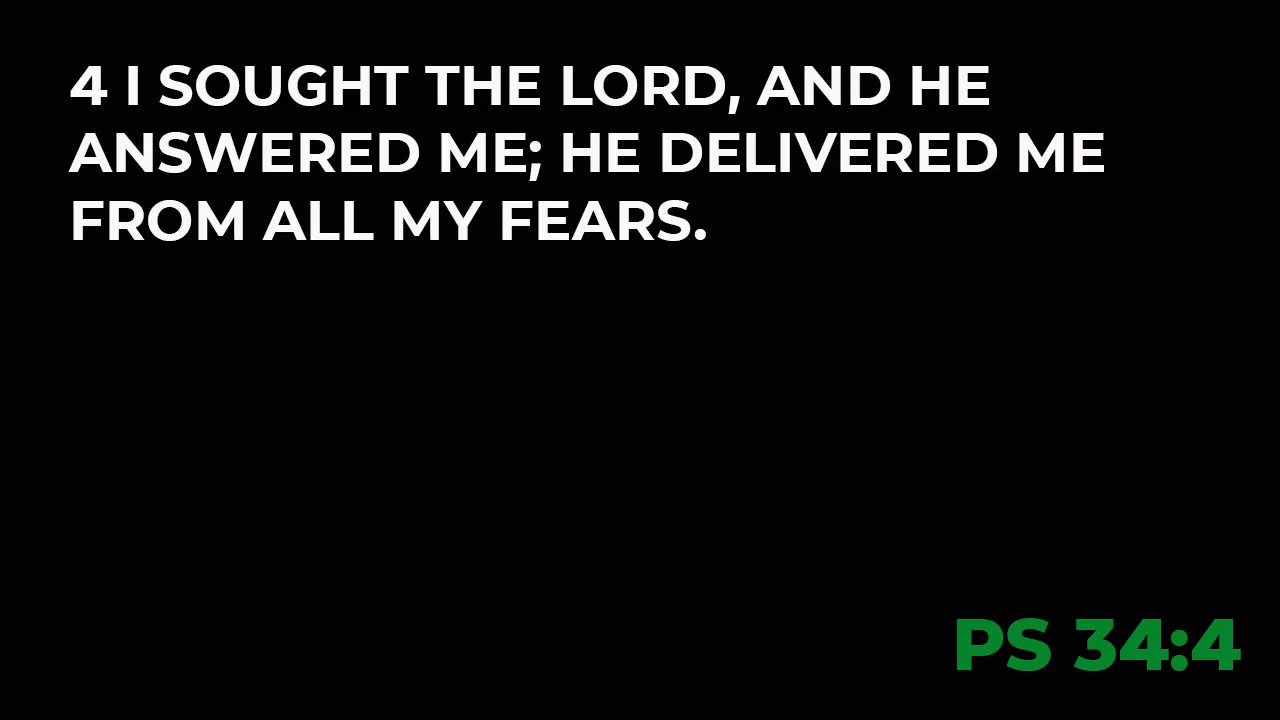 4 I SOUGHT THE LORD, AND HE
ANSWERED ME; HE DELIVERED ME
FROM ALL MY FEARS.
PS 34:4